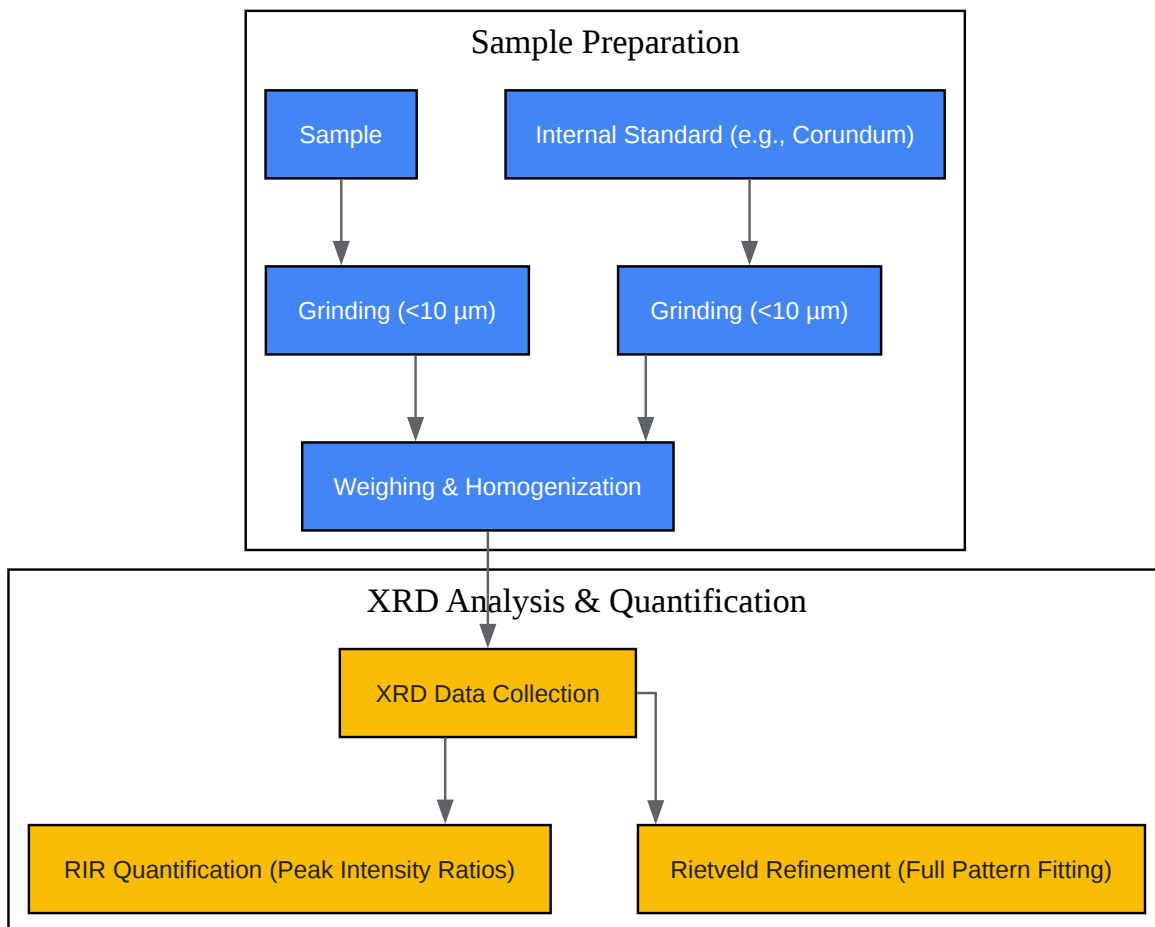 Sample Preparation
Sample
Internal Standard (e.g., Corundum)
Grinding (<10 µm)
Grinding (<10 µm)
Weighing & Homogenization
XRD Analysis & Quantification
XRD Data Collection
RIR Quantification (Peak Intensity Ratios)
Rietveld Refinement (Full Pattern Fitting)